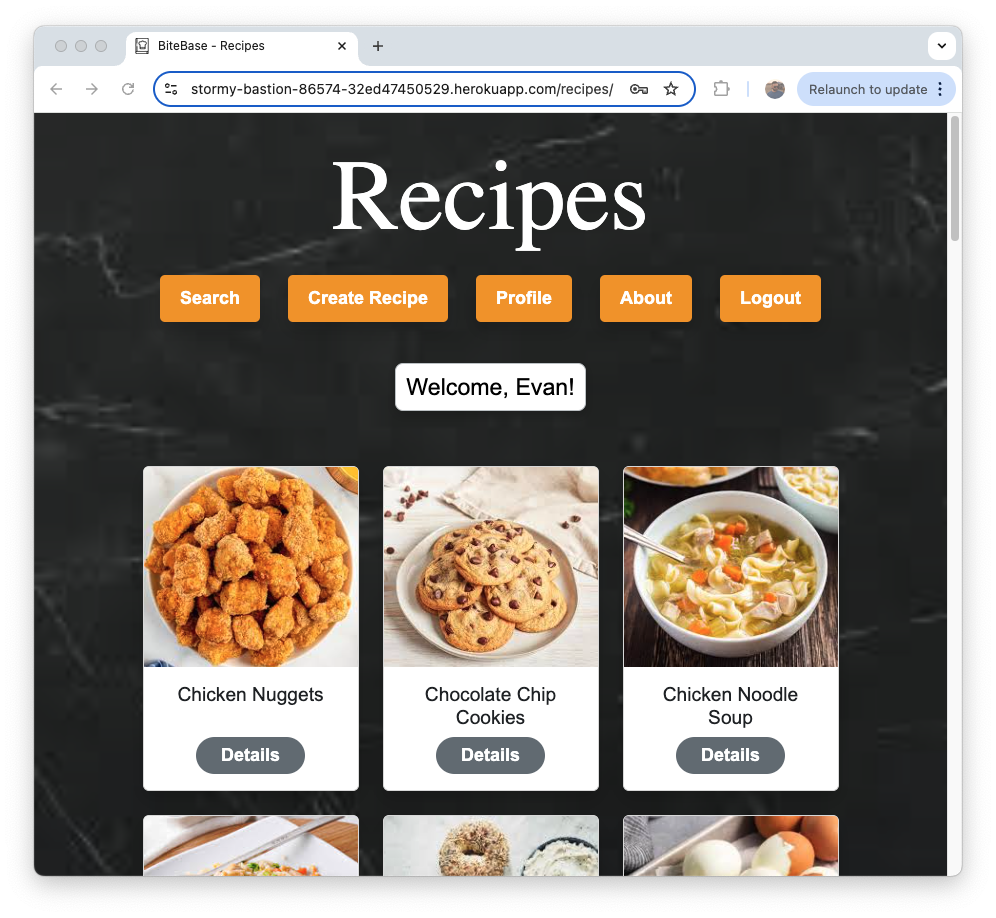 BiteBase - Recipes
stormy-bastion-86574-32ed47450529.herokuapp.com/recipes/
Relaunch to update
Recipes
Search
Create Recipe
Profile
About
Logout
Welcome, Evan!
Chicken Nuggets
Details
Chocolate Chip
Cookies
Details
Chicken Noodle
Soup
Details